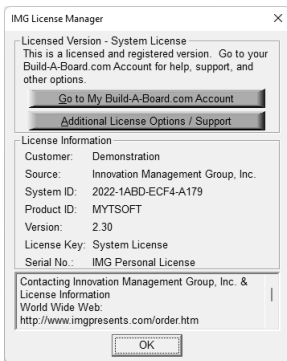 IMG License Manager
Licensed Version - System License
This is a licensed and registered version. Go to your
Build-A-Board.com Account for help, support, and
other options.
Go to My Build-A-Board.com Account
Additional License Options / Support
License Information
Customer: Demonstration
Source: Innovation Management Group, Inc.
System ID: 2022-1ABD-ECF4-A179
Product ID: MYTSOFT
Version: 2.30
License Key: System License
Serial No.: IMG Personal License
Contacting Innovation Management Group, Inc. &
License Information
World Wide Web:
http://www.imgpresents.com/order.htm
OK